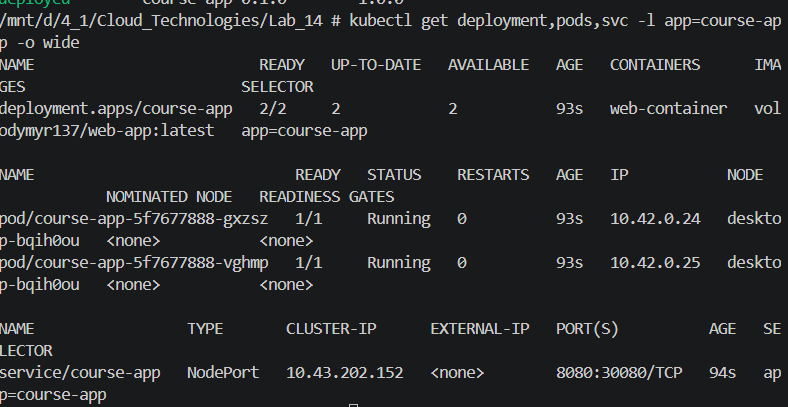 deployed course-app-0.1.0 1.0.0
/mnt/d/4_1/Cloud_Technologies/Lab_14 # kubectl get deployment,pods,svc -l app=course-ap
p -o wide
NAME READY UP-TO-DATE AVAILABLE AGE CONTAINERS IMA
GES SELECTOR
deployment.apps/course-app 2/2 2 2 93s web-container vol
odymyr137/web-app:latest app=course-app
NAME READY STATUS RESTARTS AGE IP NODE
NOMINATED NODE READINESS GATES
pod/course-app-5f7677888-gxzsz 1/1 Running 0 93s 10.42.0.24 deskto
p-bqih0ou <none> <none>
pod/course-app-5f7677888-vghmp 1/1 Running 0 93s 10.42.0.25 deskto
p-bqih0ou <none> <none>
NAME TYPE CLUSTER-IP EXTERNAL-IP PORT(S) AGE SE
LECTOR
service/course-app NodePort 10.43.202.152 <none> 8080:30080/TCP 94s ap
p=course-app